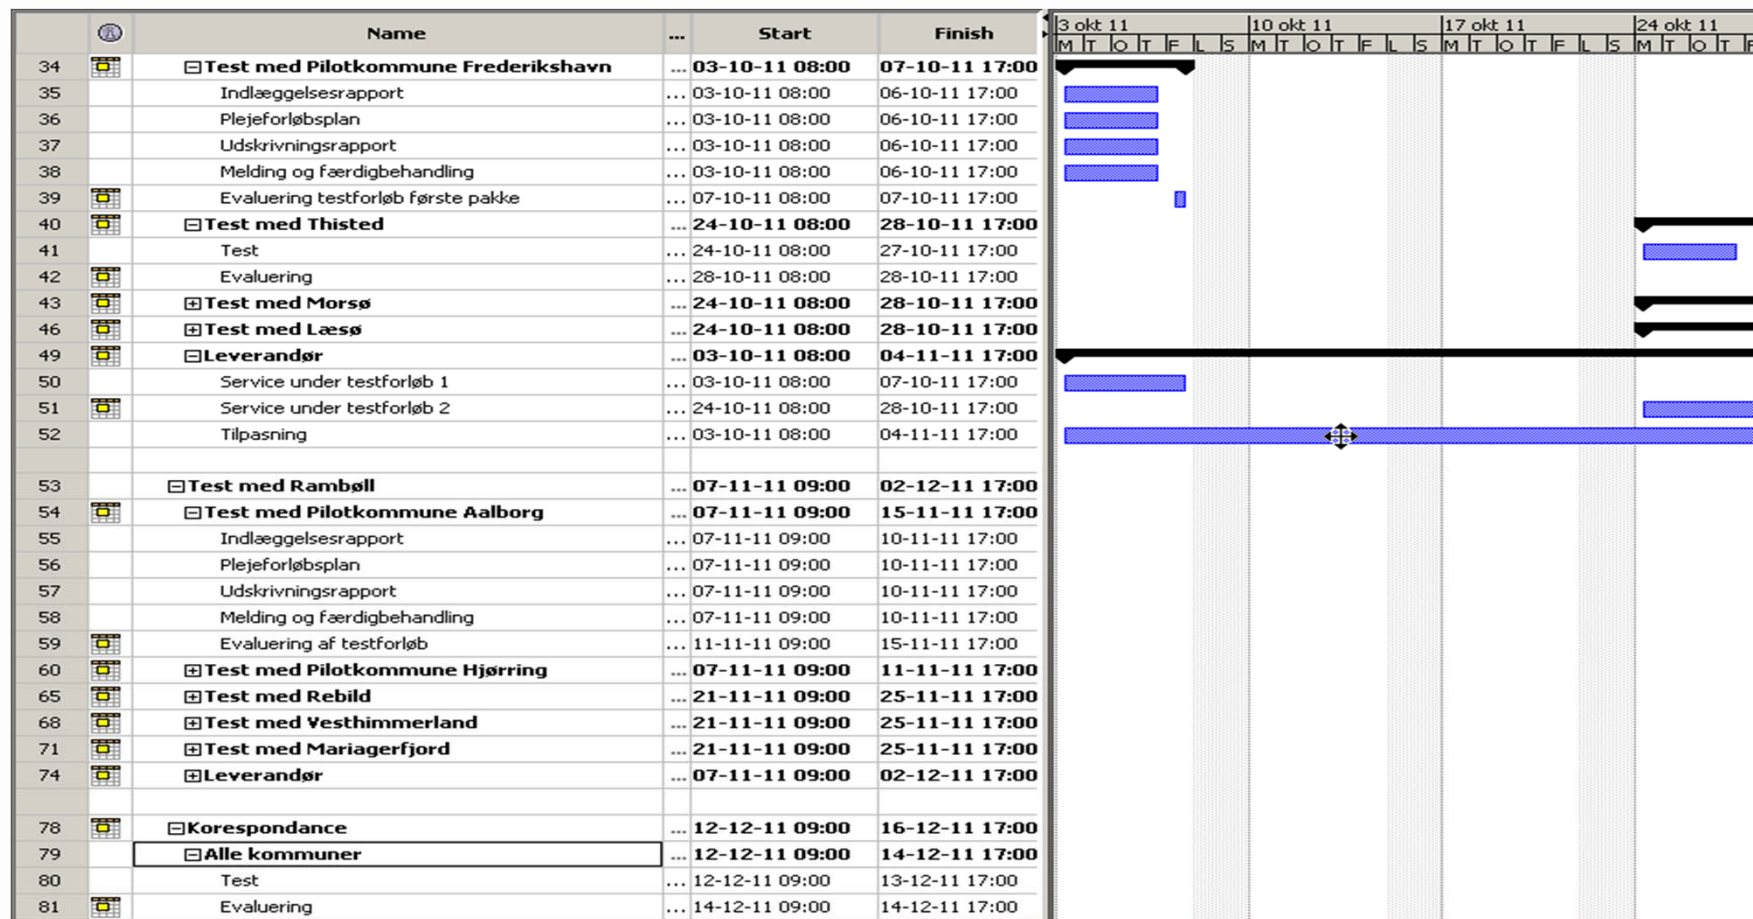 Name ... Start Finish 3 okt 11 10 okt 11 17 okt 11 24 okt 11
M T O T F L S M T O T F L S M T O T F L S M T O T F
34 Test med Pilotkommune Frederikshavn ... 03-10-11 08:00 07-10-11 17:00
35 Indlæggelsesrapport ... 03-10-11 08:00 06-10-11 17:00
36 Plejeforløbsplan ... 03-10-11 08:00 06-10-11 17:00
37 Udskrivningsrapport ... 03-10-11 08:00 06-10-11 17:00
38 Melding og færdigbehandling ... 03-10-11 08:00 06-10-11 17:00
39 Evaluering testforløb første pakke ... 07-10-11 08:00 07-10-11 17:00
40 Test med Thisted ... 24-10-11 08:00 28-10-11 17:00
41 Test ... 24-10-11 08:00 27-10-11 17:00
42 Evaluering ... 28-10-11 08:00 28-10-11 17:00
43 Test med Morsø ... 24-10-11 08:00 28-10-11 17:00
46 Test med Læsø ... 24-10-11 08:00 28-10-11 17:00
49 Leverandør ... 03-10-11 08:00 04-11-11 17:00
50 Service under testforløb 1 ... 03-10-11 08:00 07-10-11 17:00
51 Service under testforløb 2 ... 24-10-11 08:00 28-10-11 17:00
52 Tilpasning ... 03-10-11 08:00 04-11-11 17:00
53 Test med Rambøll ... 07-11-11 09:00 02-12-11 17:00
54 Test med Pilotkommune Aalborg ... 07-11-11 09:00 15-11-11 17:00
55 Indlæggelsesrapport ... 07-11-11 09:00 10-11-11 17:00
56 Plejeforløbsplan ... 07-11-11 09:00 10-11-11 17:00
57 Udskrivningsrapport ... 07-11-11 09:00 10-11-11 17:00
58 Melding og færdigbehandling ... 07-11-11 09:00 10-11-11 17:00
59 Evaluering af testforløb ... 11-11-11 09:00 15-11-11 17:00
60 Test med Pilotkommune Hjørring ... 07-11-11 09:00 11-11-11 17:00
65 Test med Rebild ... 21-11-11 09:00 25-11-11 17:00
68 Test med Vesthimmerland ... 21-11-11 09:00 25-11-11 17:00
71 Test med Mariagerfjord ... 21-11-11 09:00 25-11-11 17:00
74 Leverandør ... 07-11-11 09:00 02-12-11 17:00
78 Korespondance ... 12-12-11 09:00 16-12-11 17:00
79 Alle kommuner ... 12-12-11 09:00 14-12-11 17:00
80 Test ... 12-12-11 09:00 13-12-11 17:00
81 Evaluering ... 14-12-11 09:00 14-12-11 17:00